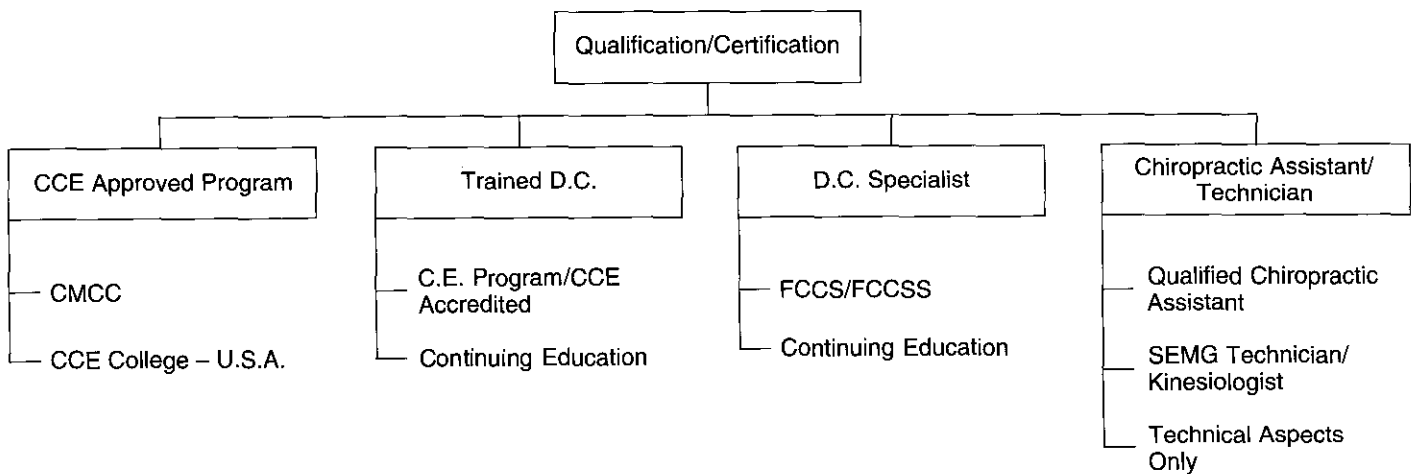 Qualification/Certification
CCE Approved Program
CMCC
CCE College – U.S.A.
Trained D.C.
C.E. Program/CCE
Accredited
Continuing Education
D.C. Specialist
FCCS/FCCSS
Continuing Education
Chiropractic Assistant/
Technician
Qualified Chiropractic
Assistant
SEMG Technician/
Kinesiologist
Technical Aspects
Only